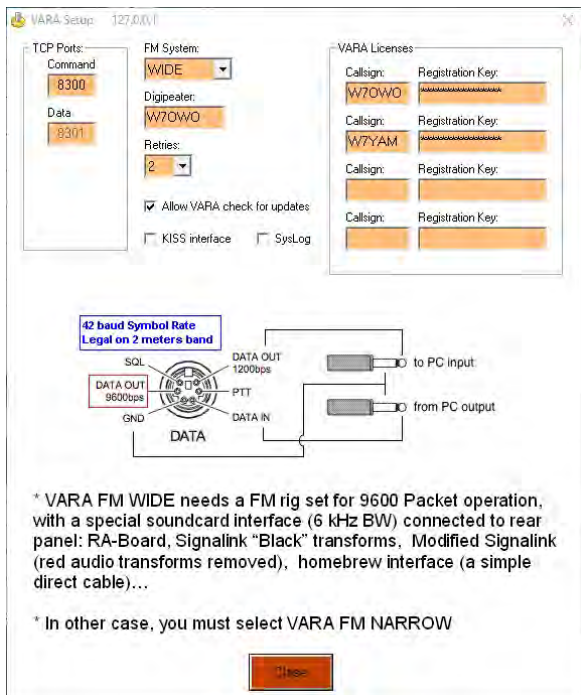 VARA Setup 127.0.0.1
TCP Ports:
Command
8300
Data
8301
FM System:
WIDE
Digipeater:
W7OWO
Retries:
2
Allow VARA check for updates
KISS interface
SysLog
VARA Licenses
Callsign: Registration Key:
W7OWO *****************
Callsign: Registration Key:
W7YAM *****************
Callsign: Registration Key:
Callsign: Registration Key:
42 baud Symbol Rate
Legal on 2 meters band
SQL
DATA OUT
9600bps
GND
DATA OUT
1200bps
PTT
DATA IN
DATA
to PC input
from PC output
* VARA FM WIDE needs a FM rig set for 9600 Packet operation,
with a special soundcard interface (6 kHz BW) connected to rear
panel: RA-Board, Signalink "Black" transforms, Modified Signalink
(red audio transforms removed), homebrew interface (a simple
direct cable)...
* In other case, you must select VARA FM NARROW
Close